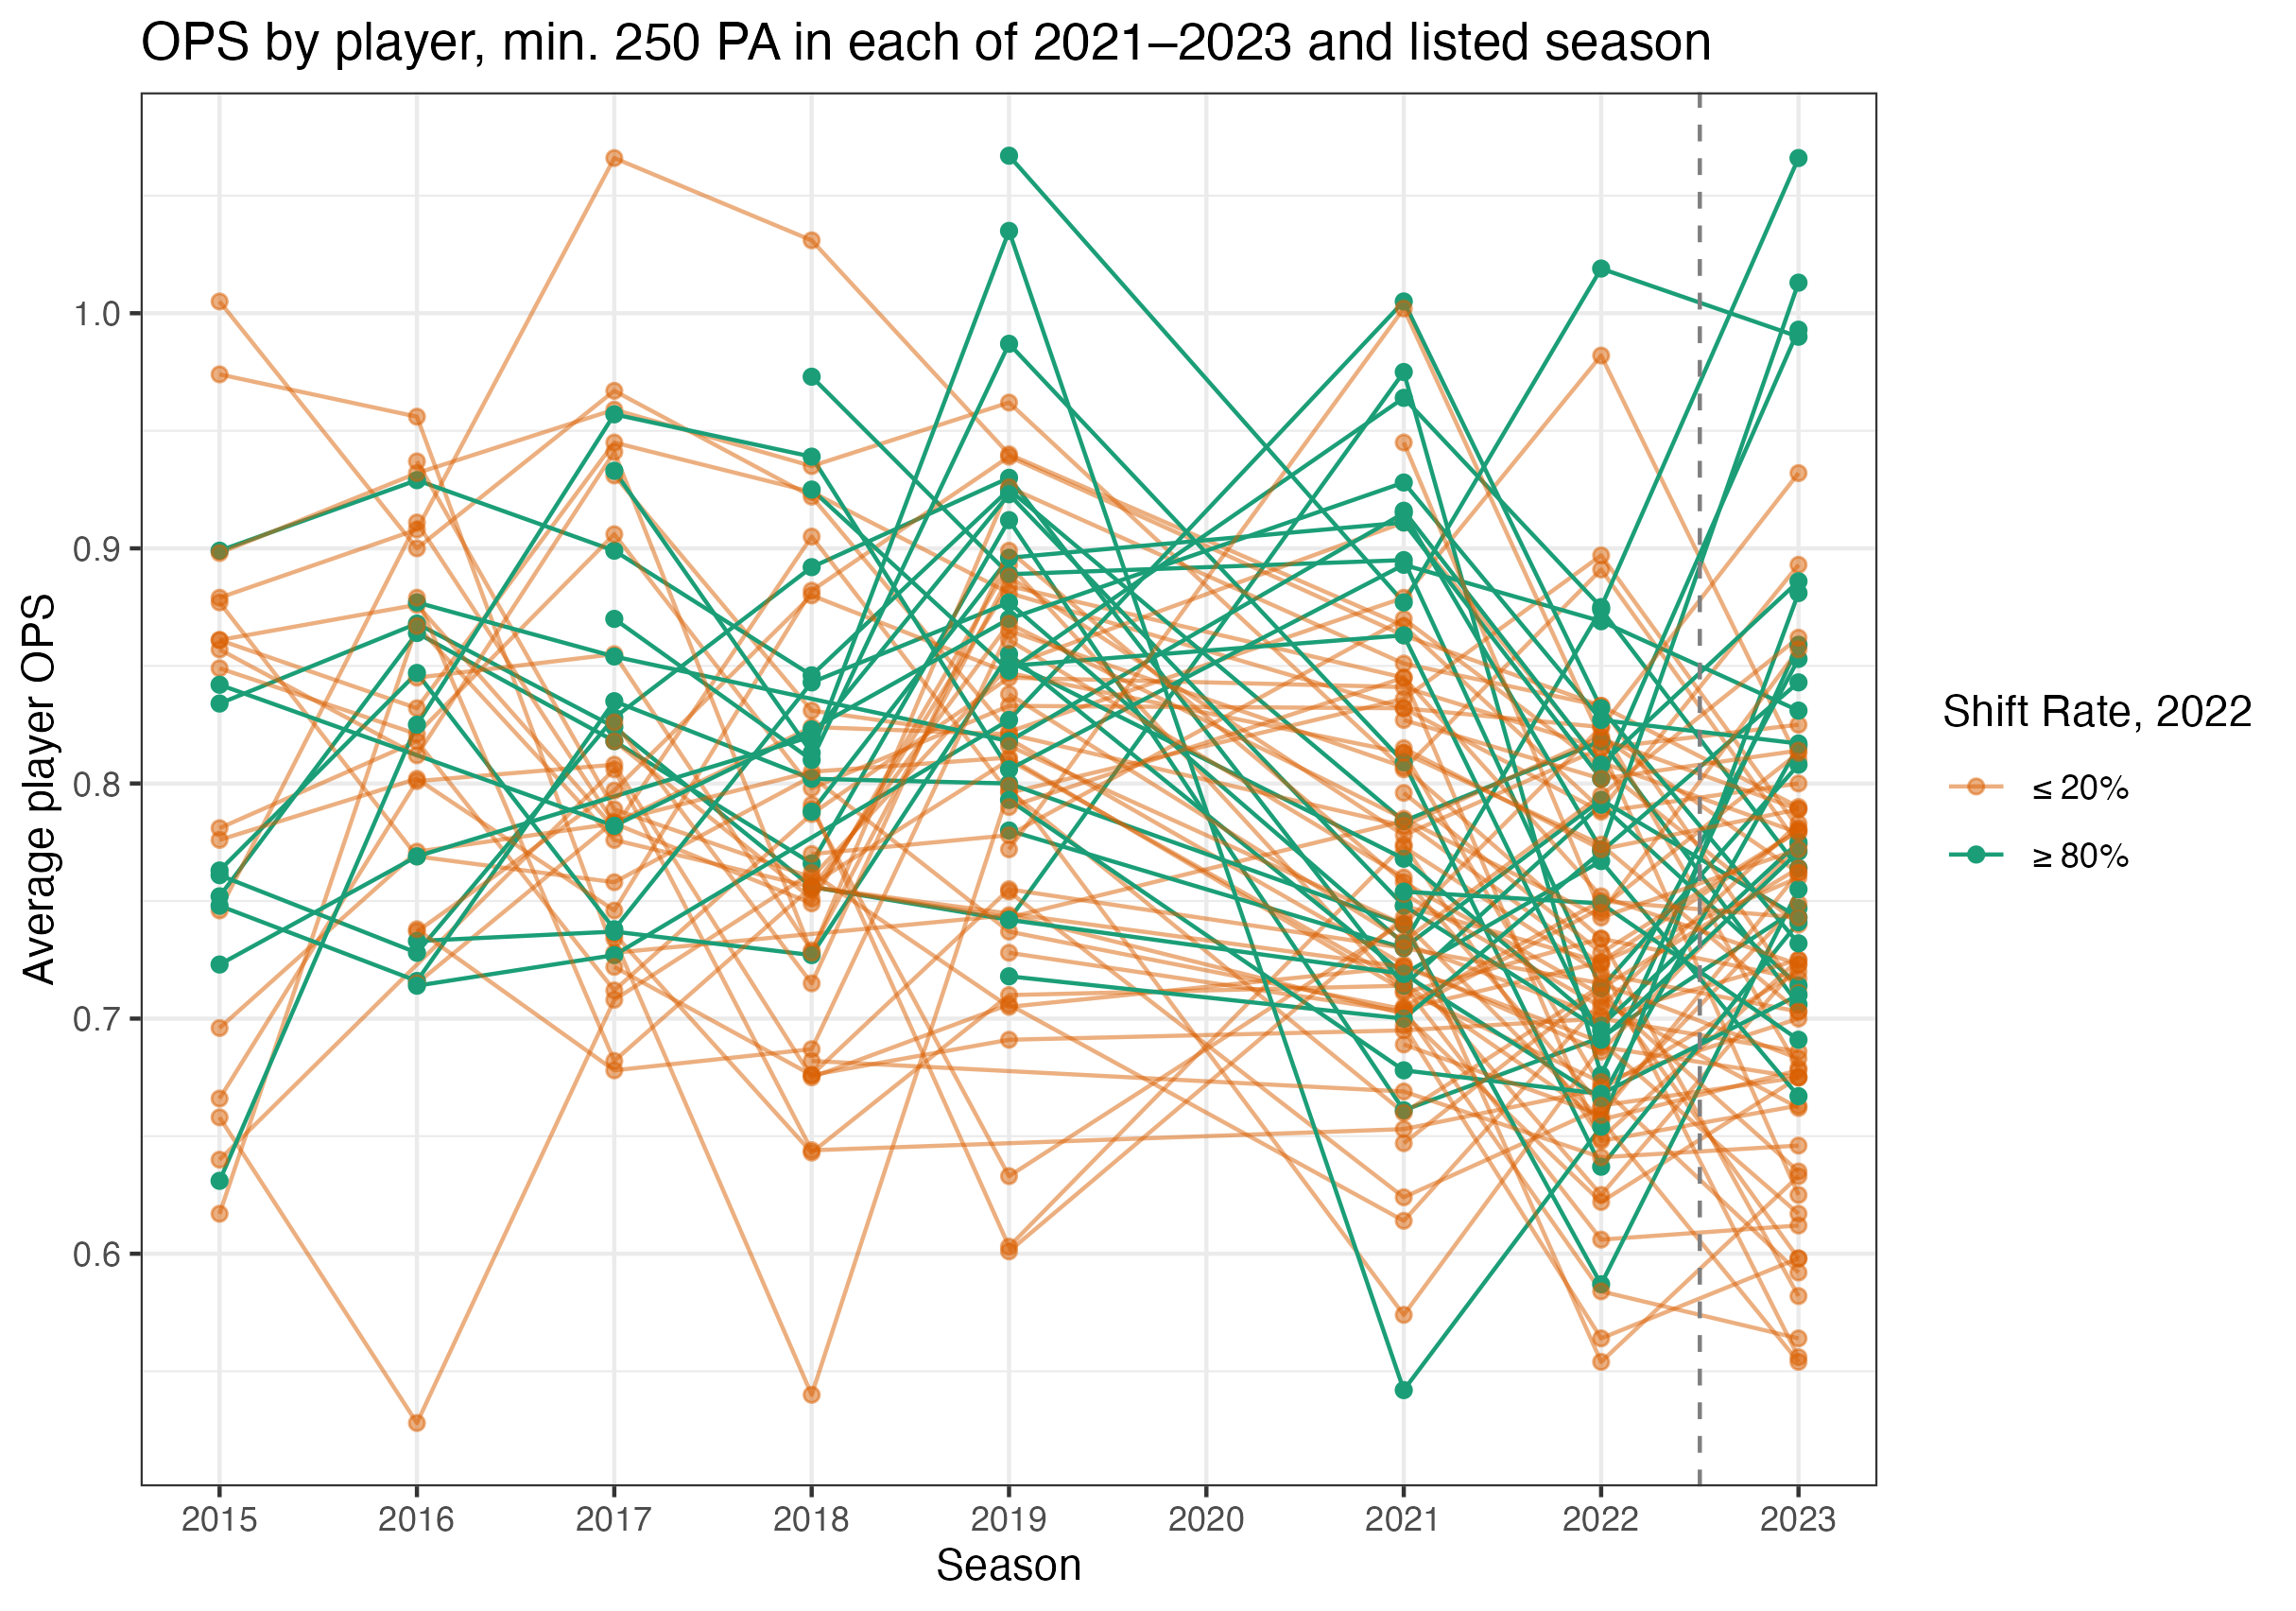 OPS by player, min. 250 PA in each of 2021–2023 and listed season
Average player OPS
1.0
0.9
0.8
0.7
0.6
2015 2016 2017 2018 2019 2020 2021 2022 2023
Season
Shift Rate, 2022
≤ 20%
≥ 80%